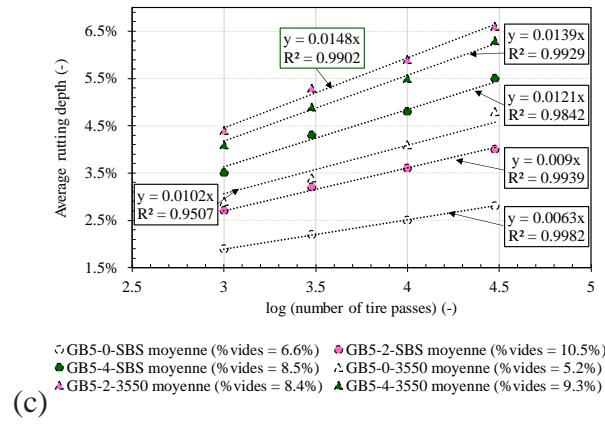 6.5%
5.5%
4.5%
3.5%
2.5%
1.5%
Average rutting depth (-)
y = 0.0148x
R² = 0.9902
y = 0.0139x
R² = 0.9929
y = 0.0121x
R² = 0.9842
y = 0.009x
R² = 0.9939
y = 0.0102x
R² = 0.9507
y = 0.0063x
R² = 0.9982
2.5 3 3.5 4 4.5 5
log (number of tire passes) (-)
GB5-0-SBS moyenne (%vides = 6.6%) GB5-2-SBS moyenne (%vides = 10.5%)
GB5-4-SBS moyenne (%vides = 8.5%) GB5-0-3550 moyenne (%vides = 5.2%)
GB5-2-3550 moyenne (%vides = 8.4%) GB5-4-3550 moyenne (%vides = 9.3%)
(c)